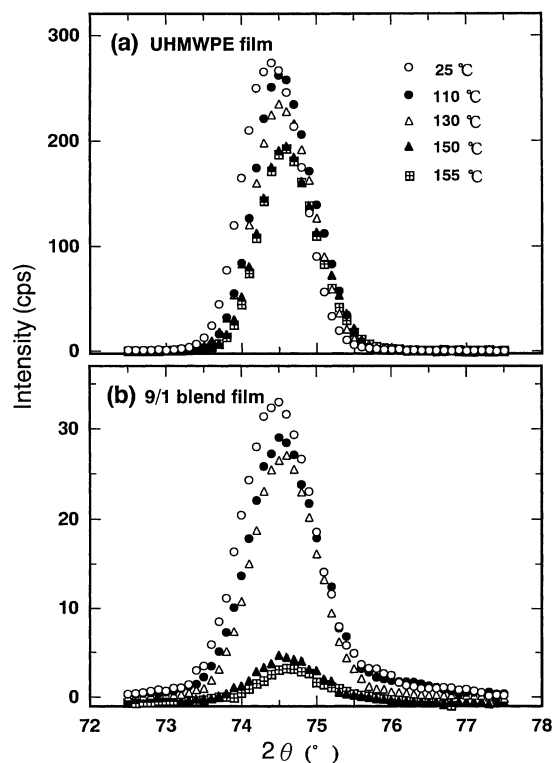 (a) UHMWPE film
25 ℃
110 ℃
130 ℃
150 ℃
155 ℃
300
200
100
0
Intensity (cps)
(b) 9/1 blend film
30
20
10
0
72 73 74 75 76 77 78
2θ (°)